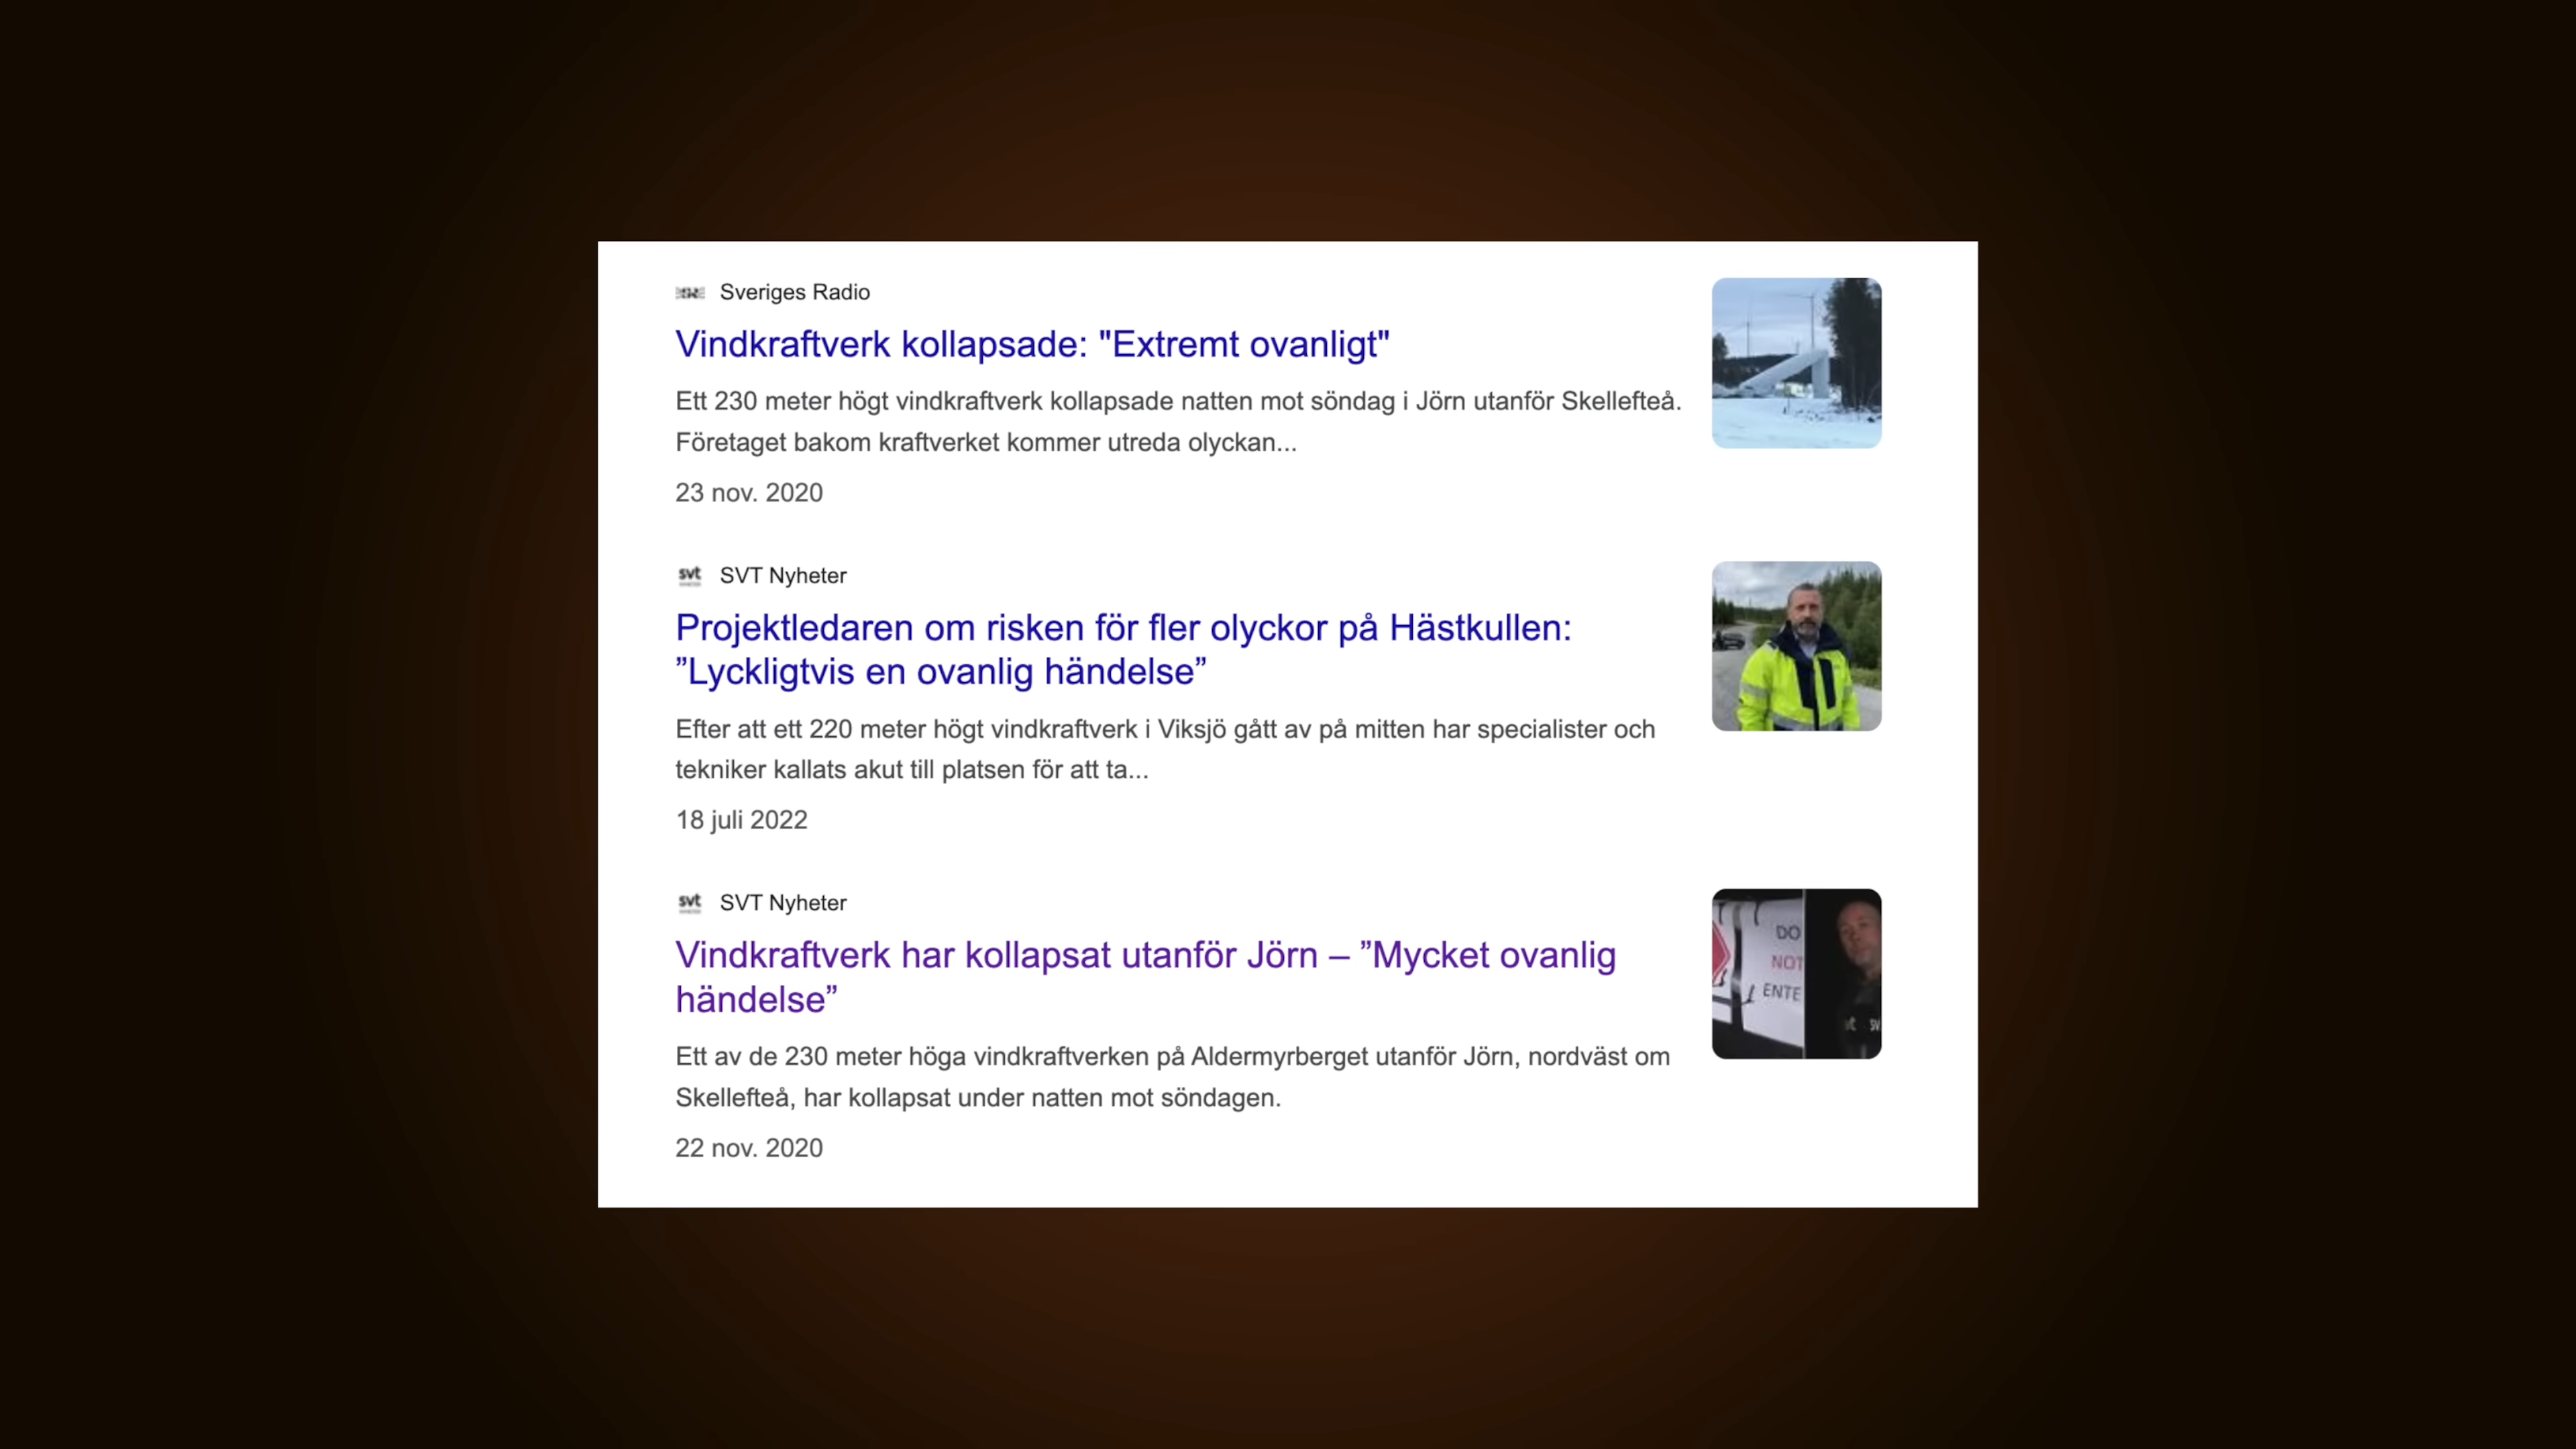 Sveriges Radio
Vindkraftverk kollapsade: "Extremt ovanligt"
Ett 230 meter högt vindkraftverk kollapsade natten mot söndag i Jörn utanför Skellefteå.
Företaget bakom kraftverket kommer utreda olyckan...
23 nov. 2020
svt SVT Nyheter
Projektledaren om risken för fler olyckor på Hästkullen:
”Lyckligtvis en ovanlig händelse”
Efter att ett 220 meter högt vindkraftverk i Viksjö gått av på mitten har specialister och
tekniker kallats akut till platsen för att ta...
18 juli 2022
svt SVT Nyheter
Vindkraftverk har kollapsat utanför Jörn – ”Mycket ovanlig
händelse”
DO
NOT
ENTE
Ett av de 230 meter höga vindkraftverken på Aldermyrberget utanför Jörn, nordväst om
Skellefteå, har kollapsat under natten mot söndagen.
22 nov. 2020